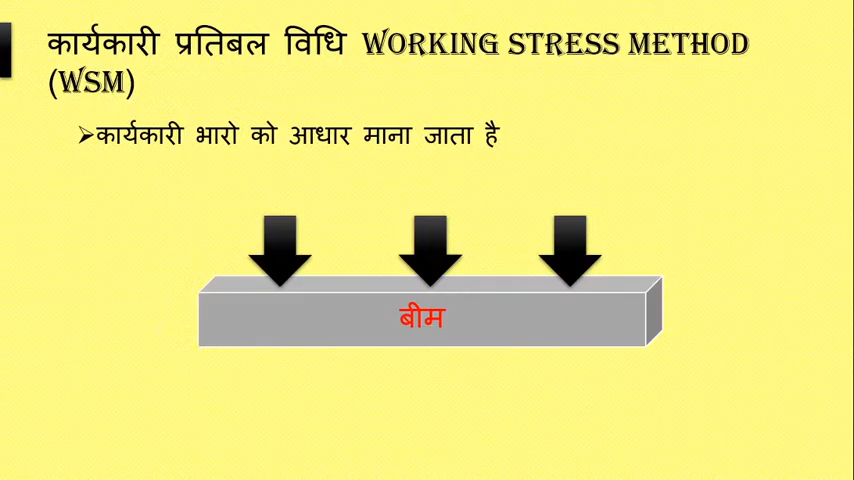 कार्यकारी प्रतिबल विधि WORKING STRESS METHOD
(WSM)
➢कार्यकारी भारो को आधार माना जाता है
बीम